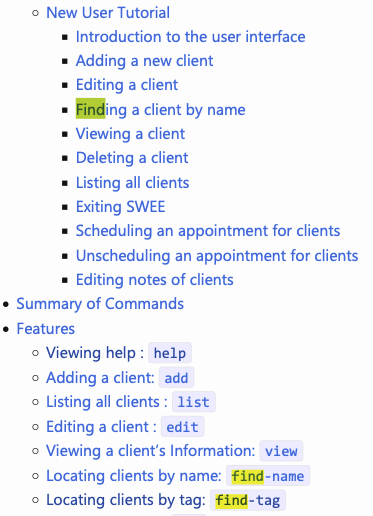 New User Tutorial
Introduction to the user interface
Adding a new client
Editing a client
Finding a client by name
Viewing a client
Deleting a client
Listing all clients
Exiting SWEE
Scheduling an appointment for clients
Unscheduling an appointment for clients
Editing notes of clients
Summary of Commands
Features
Viewing help : help
Adding a client: add
Listing all clients : list
Editing a client : edit
Viewing a client’s Information: view
Locating clients by name: find-name
Locating clients by tag: find-tag